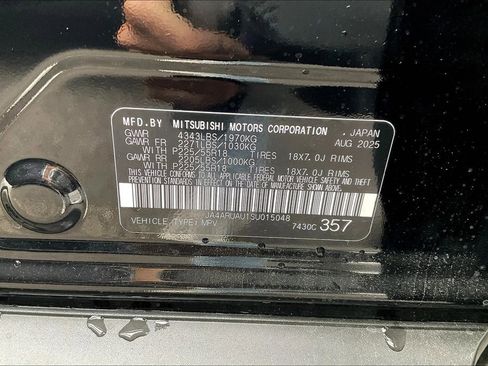 MFD.BY MITSUBISHI MOTORS CORPORATION , JAPAN
GVWR 4343LBS/1970KG AUG 2025
GAWR FR 2271LBS/1030KG
WITH P225/55R18 TIRES 18X7.0J RIMS
GAWR RR 2205LBS/1000KG
WITH P225/55R18 TIRES 18X7.0J RIMS
THIS VEHICLE CONFORMS TO ALL APPLICABLE FEDERAL MOTOR VEHICLE SAFETY AND
THEFT PREVENTION STANDARDS IN EFFECT ON THE DATE OF MANUFACTURE SHOWN ABOVE.
JA4ARUAU1SU015048
VEHICLE TYPE: MPV 7430C 357